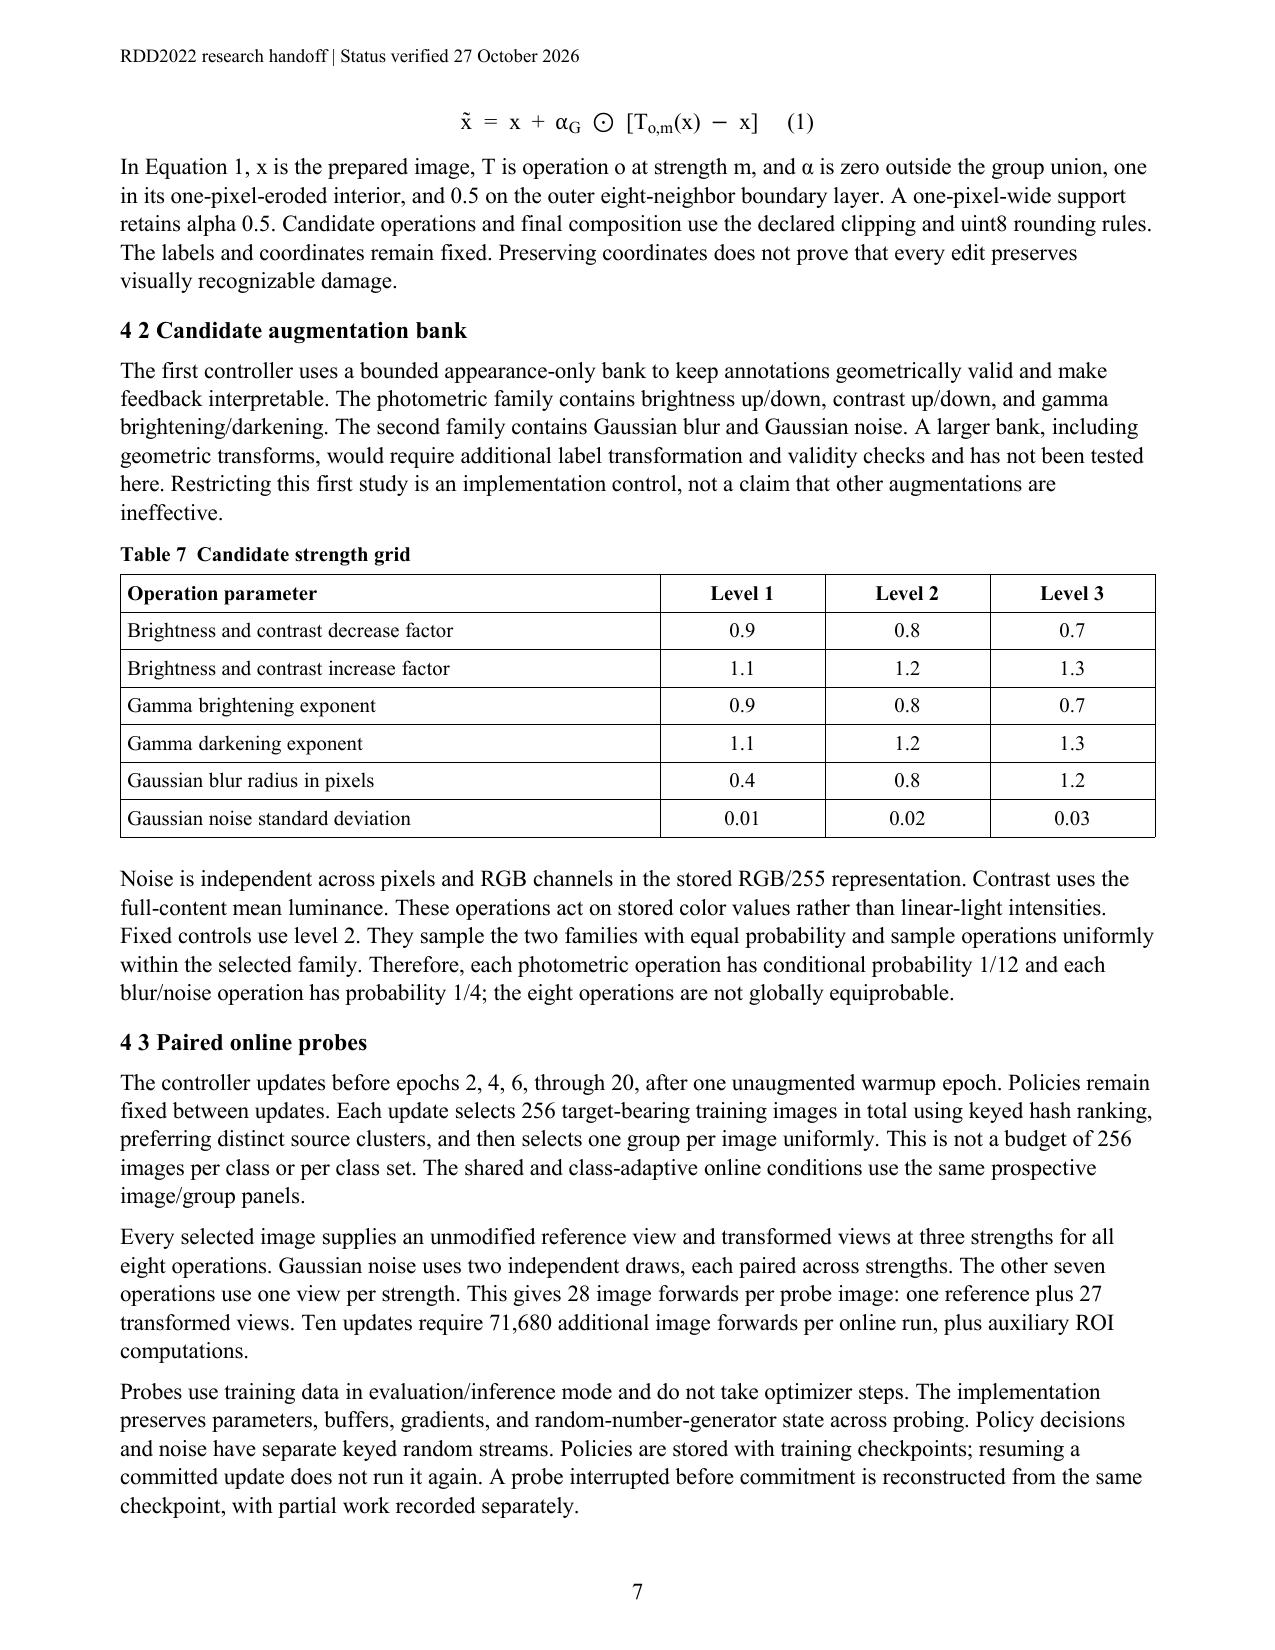 RDD2022 research handoff | Status verified 27 October 2026
x̃ = x + α_G ⊙ [T_o,m(x) − x] (1)
In Equation 1, x is the prepared image, T is operation o at strength m, and α is zero outside the group union, one
in its one-pixel-eroded interior, and 0.5 on the outer eight-neighbor boundary layer. A one-pixel-wide support
retains alpha 0.5. Candidate operations and final composition use the declared clipping and uint8 rounding rules.
The labels and coordinates remain fixed. Preserving coordinates does not prove that every edit preserves
visually recognizable damage.
4 2 Candidate augmentation bank
The first controller uses a bounded appearance-only bank to keep annotations geometrically valid and make
feedback interpretable. The photometric family contains brightness up/down, contrast up/down, and gamma
brightening/darkening. The second family contains Gaussian blur and Gaussian noise. A larger bank, including
geometric transforms, would require additional label transformation and validity checks and has not been tested
here. Restricting this first study is an implementation control, not a claim that other augmentations are
ineffective.
Table 7 Candidate strength grid
Operation parameter Level 1 Level 2 Level 3
Brightness and contrast decrease factor 0.9 0.8 0.7
Brightness and contrast increase factor 1.1 1.2 1.3
Gamma brightening exponent 0.9 0.8 0.7
Gamma darkening exponent 1.1 1.2 1.3
Gaussian blur radius in pixels 0.4 0.8 1.2
Gaussian noise standard deviation 0.01 0.02 0.03
Noise is independent across pixels and RGB channels in the stored RGB/255 representation. Contrast uses the
full-content mean luminance. These operations act on stored color values rather than linear-light intensities.
Fixed controls use level 2. They sample the two families with equal probability and sample operations uniformly
within the selected family. Therefore, each photometric operation has conditional probability 1/12 and each
blur/noise operation has probability 1/4; the eight operations are not globally equiprobable.
4 3 Paired online probes
The controller updates before epochs 2, 4, 6, through 20, after one unaugmented warmup epoch. Policies remain
fixed between updates. Each update selects 256 target-bearing training images in total using keyed hash ranking,
preferring distinct source clusters, and then selects one group per image uniformly. This is not a budget of 256
images per class or per class set. The shared and class-adaptive online conditions use the same prospective
image/group panels.
Every selected image supplies an unmodified reference view and transformed views at three strengths for all
eight operations. Gaussian noise uses two independent draws, each paired across strengths. The other seven
operations use one view per strength. This gives 28 image forwards per probe image: one reference plus 27
transformed views. Ten updates require 71,680 additional image forwards per online run, plus auxiliary ROI
computations.
Probes use training data in evaluation/inference mode and do not take optimizer steps. The implementation
preserves parameters, buffers, gradients, and random-number-generator state across probing. Policy decisions
and noise have separate keyed random streams. Policies are stored with training checkpoints; resuming a
committed update does not run it again. A probe interrupted before commitment is reconstructed from the same
checkpoint, with partial work recorded separately.
7